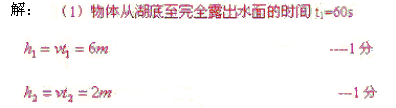 解：　（1）物体从湖底至完全露出水面的时间 t₁=60s
h₁ = vt₁ = 6m　----1 分
h₂ = vt₂ = 2m　---1 分